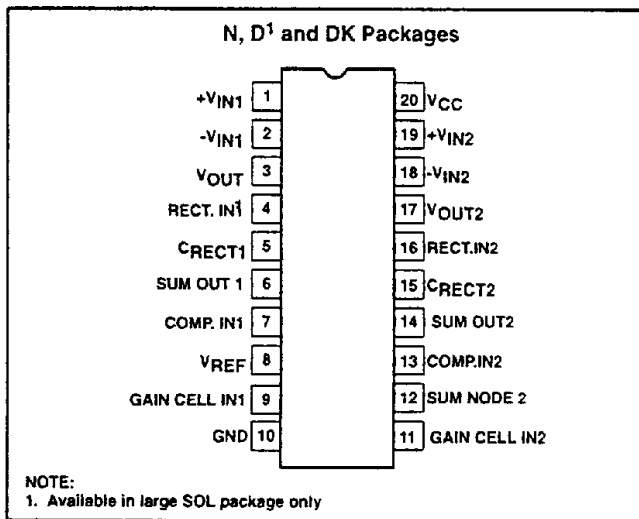 N, D1 and DK Packages
+VIN1 1
-VIN1 2
VOUT 3
RECT. IN1 4
CRECT1 5
SUM OUT 1 6
COMP. IN1 7
VREF 8
GAIN CELL IN1 9
GND 10
20 VCC
19 +VIN2
18 -VIN2
17 VOUT2
16 RECT.IN2
15 CRECT2
14 SUM OUT2
13 COMP.IN2
12 SUM NODE 2
11 GAIN CELL IN2
NOTE:
1. Available in large SOL package only